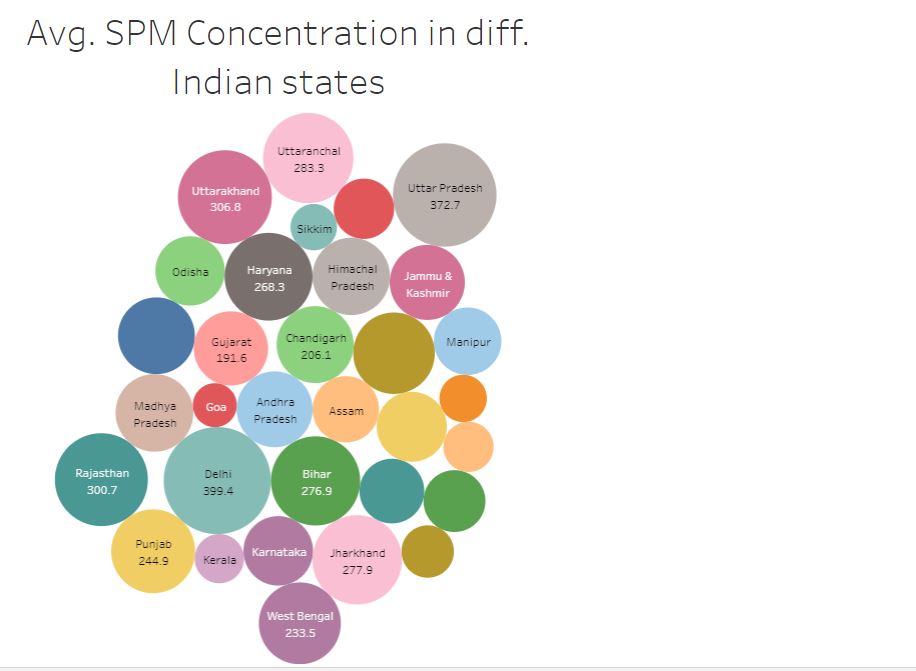 Avg. SPM Concentration in diff.
Indian states
Uttaranchal
283.3
Uttarakhand
306.8
Uttar Pradesh
372.7
Sikkim
Odisha
Haryana
268.3
Himachal
Pradesh
Jammu &
Kashmir
Gujarat
191.6
Chandigarh
206.1
Manipur
Madhya
Pradesh
Goa
Andhra
Pradesh
Assam
Rajasthan
300.7
Delhi
399.4
Bihar
276.9
Punjab
244.9
Kerala
Karnataka
Jharkhand
277.9
West Bengal
233.5